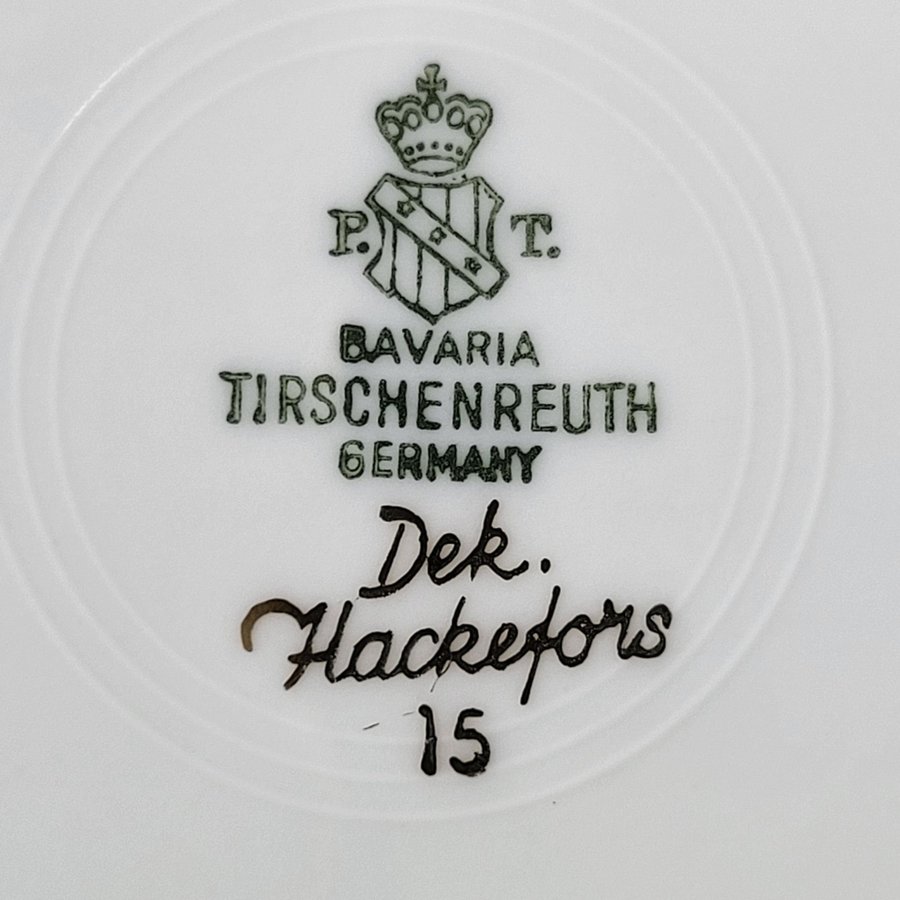 P. T.
BAVARIA
TIRSCHENREUTH
GERMANY
Dek.
Hackefors
15